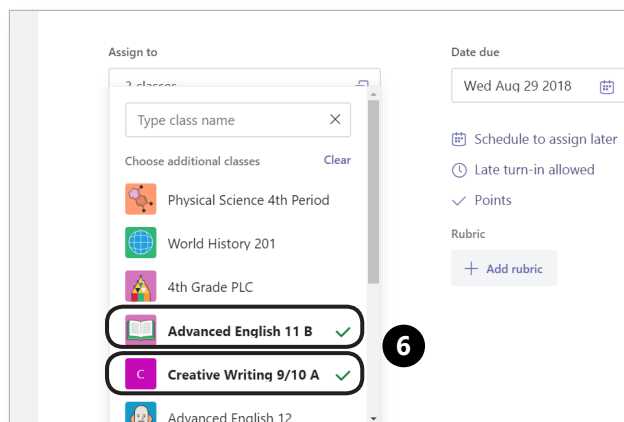 Assign to
3 classes
Type class name
Choose additional classes Clear
Physical Science 4th Period
World History 201
4th Grade PLC
Advanced English 11 B
C Creative Writing 9/10 A
Advanced English 12
6
Date due
Wed Aug 29 2018
Schedule to assign later
Late turn-in allowed
Points
Rubric
+ Add rubric